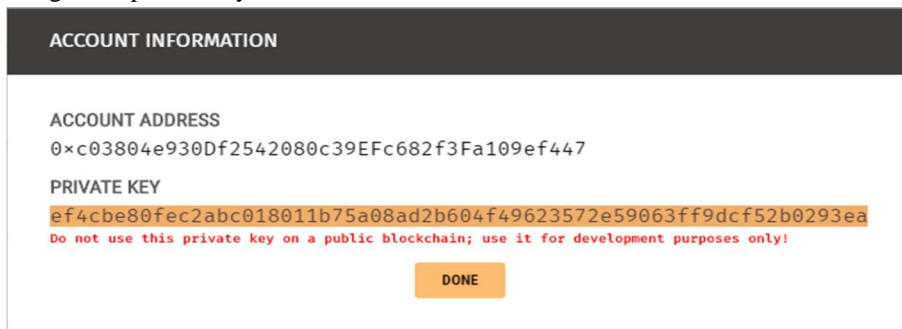 ACCOUNT INFORMATION
ACCOUNT ADDRESS
0×c03804e930Df2542080c39EFc682f3Fa109ef447
PRIVATE KEY
ef4cbe80fec2abc018011b75a08ad2b604f49623572e59063ff9dcf52b0293ea
Do not use this private key on a public blockchain; use it for development purposes only!
DONE